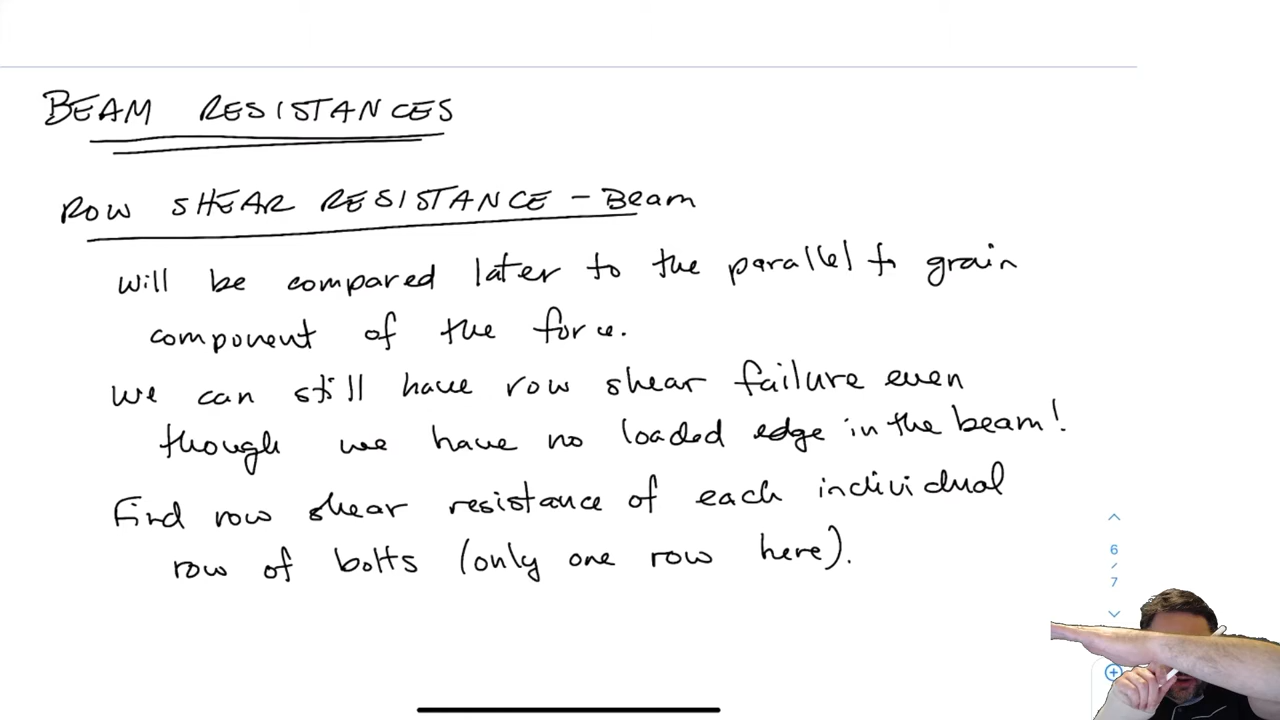 BEAM RESISTANCES
ROW SHEAR RESISTANCE - Beam
Will be compared later to the parallel to grain
component of the force.
We can still have row shear failure even
though we have no loaded edge in the beam!
Find row shear resistance of each individual
row of bolts (only one row here).
6
/
7